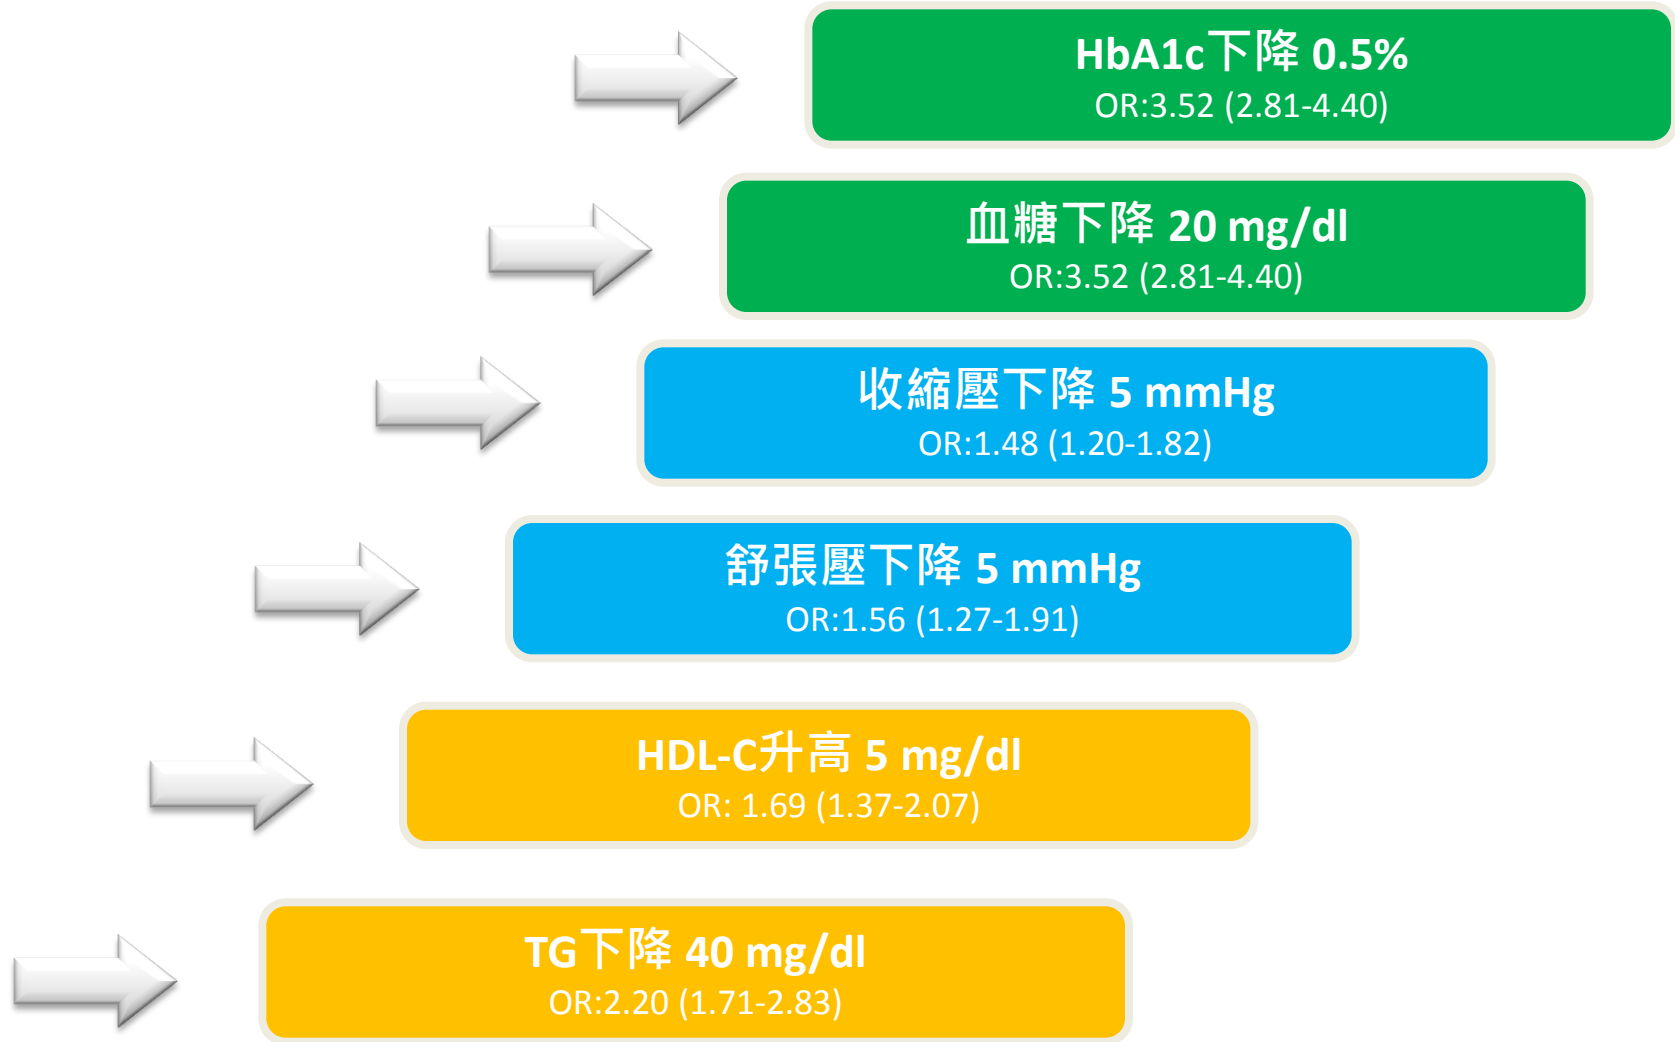 HbA1c下降 0.5%
OR:3.52 (2.81-4.40)
血糖下降 20 mg/dl
OR:3.52 (2.81-4.40)
收縮壓下降 5 mmHg
OR:1.48 (1.20-1.82)
舒張壓下降 5 mmHg
OR:1.56 (1.27-1.91)
HDL-C升高 5 mg/dl
OR: 1.69 (1.37-2.07)
TG下降 40 mg/dl
OR:2.20 (1.71-2.83)